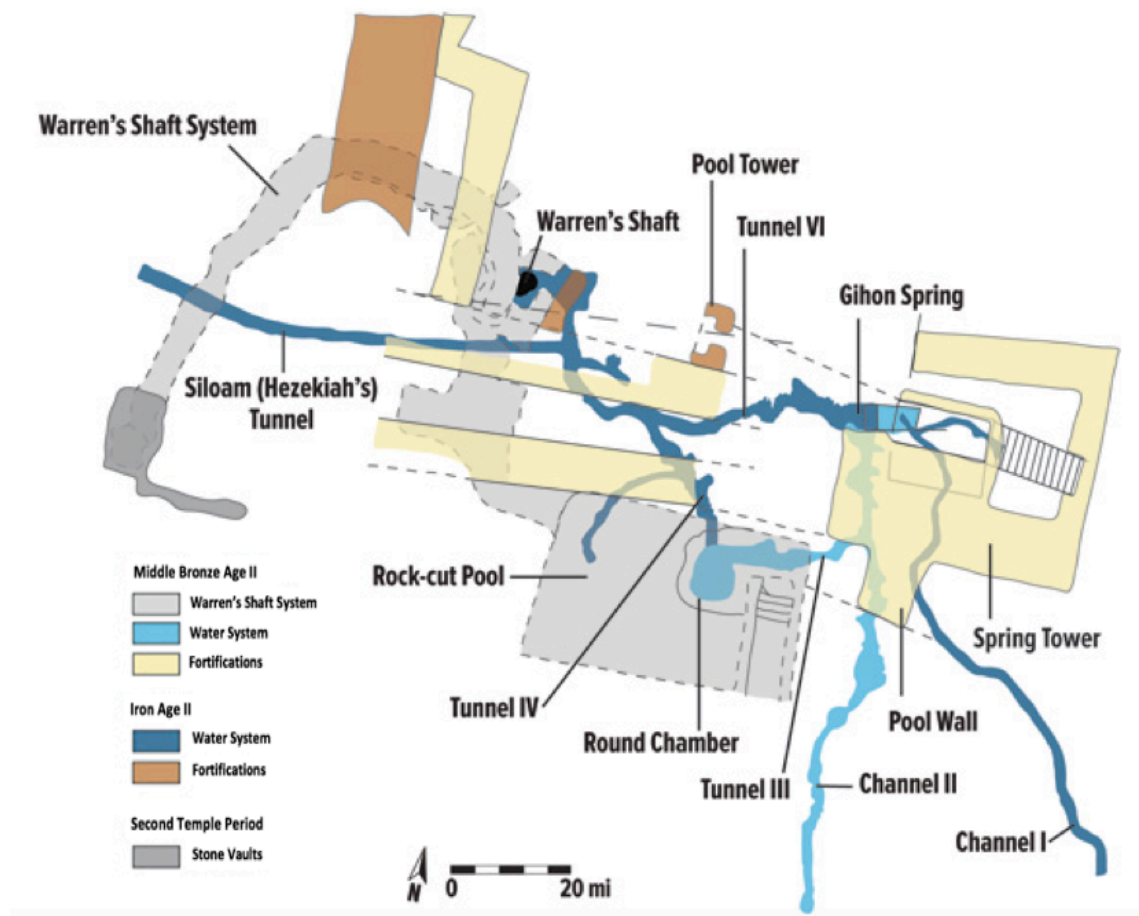 Warren's Shaft System
Pool Tower
Warren's Shaft
Tunnel VI
Gihon Spring
Siloam (Hezekiah's)
Tunnel
Rock-cut Pool
Spring Tower
Tunnel IV
Round Chamber
Pool Wall
Tunnel III
Channel II
Channel I
Middle Bronze Age II
Warren's Shaft System
Water System
Fortifications
Iron Age II
Water System
Fortifications
Second Temple Period
Stone Vaults
N
0 20 mi